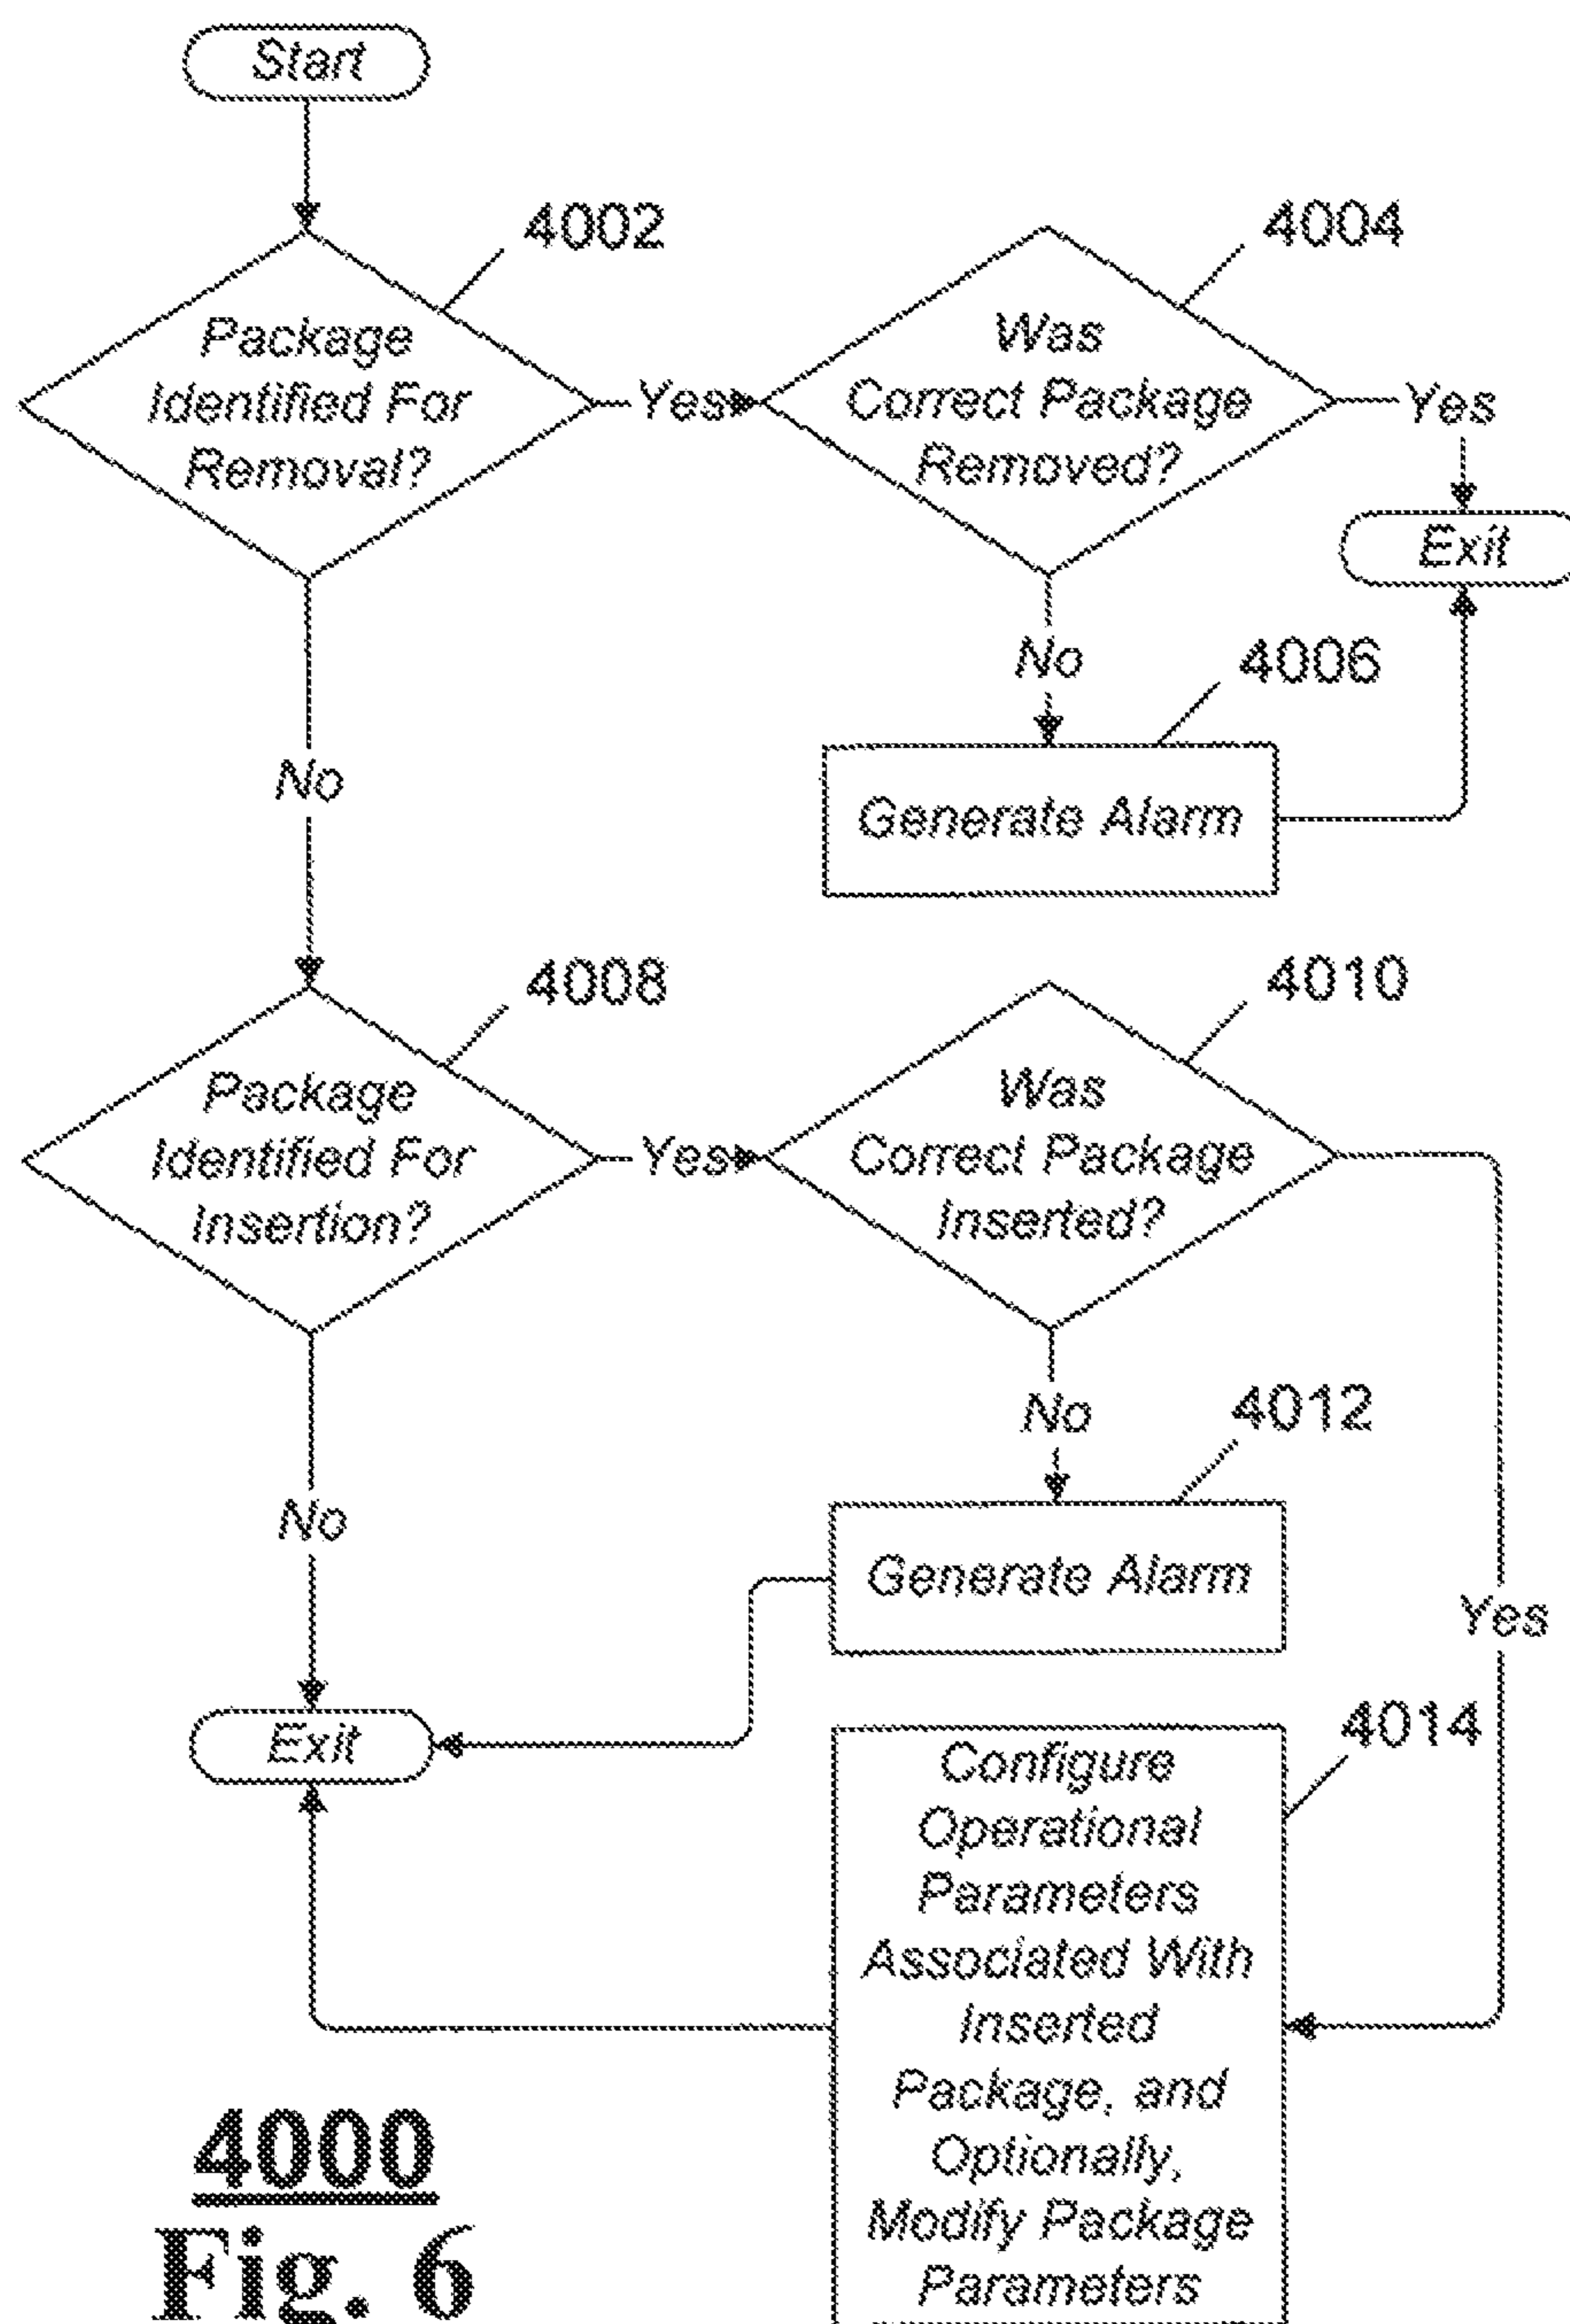 Start
4002
Package
Identified For
Removal?
Yes
4004
Was
Correct Package
Removed?
Yes
Exit
No
4006
Generate Alarm
No
4008
Package
Identified For
Insertion?
Yes
4010
Was
Correct Package
Inserted?
No
4012
Generate Alarm
Yes
No
Exit
4014
Configure
Operational
Parameters
Associated With
Inserted
Package, and
Optionally,
Modify Package
Parameters
4000
Fig. 6